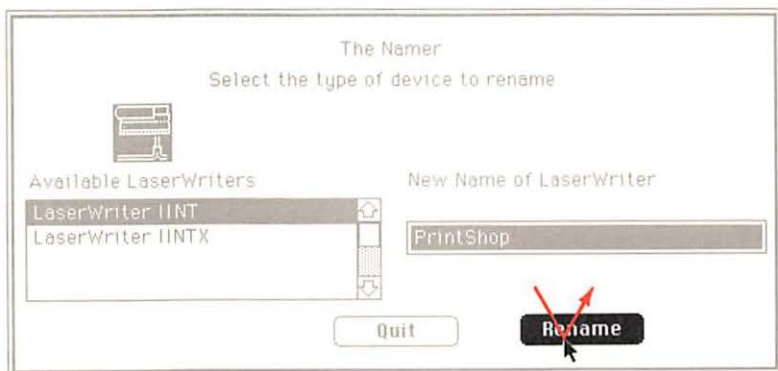 The Namer
Select the type of device to rename
Available LaserWriters
LaserWriter IINT
LaserWriter IINTX
New Name of LaserWriter
PrintShop
Quit
Rename